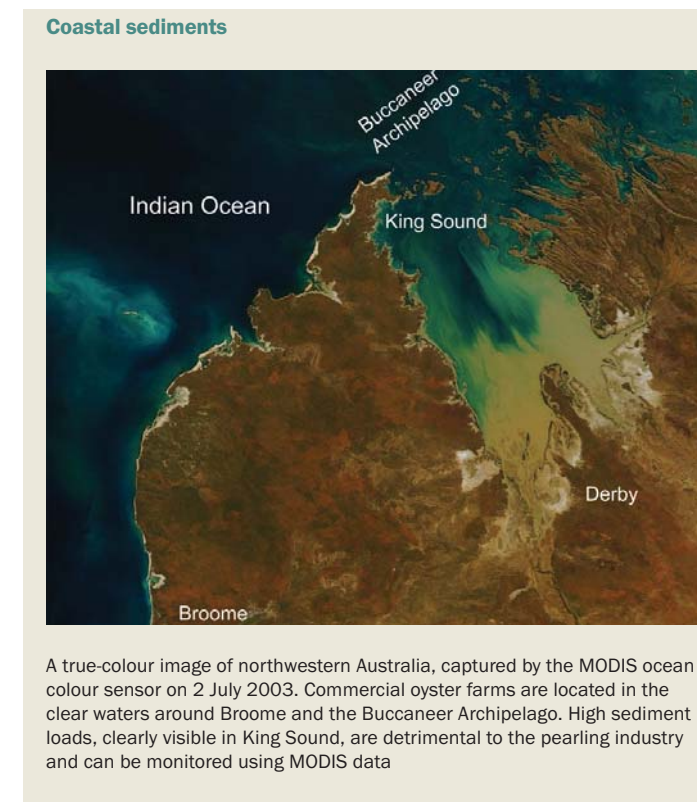 Coastal sediments
Buccaneer
Archipelago
Indian Ocean
King Sound
Derby
Broome
A true-colour image of northwestern Australia, captured by the MODIS ocean
colour sensor on 2 July 2003. Commercial oyster farms are located in the
clear waters around Broome and the Buccaneer Archipelago. High sediment
loads, clearly visible in King Sound, are detrimental to the pearling industry
and can be monitored using MODIS data